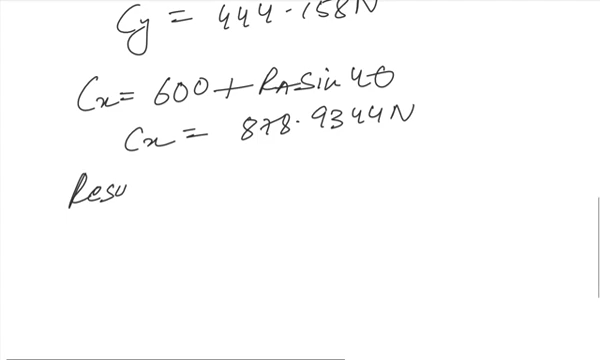 Cy = 444.158N
Cx = 600 + RA Sin 40
Cx = 878.9344N
Resu